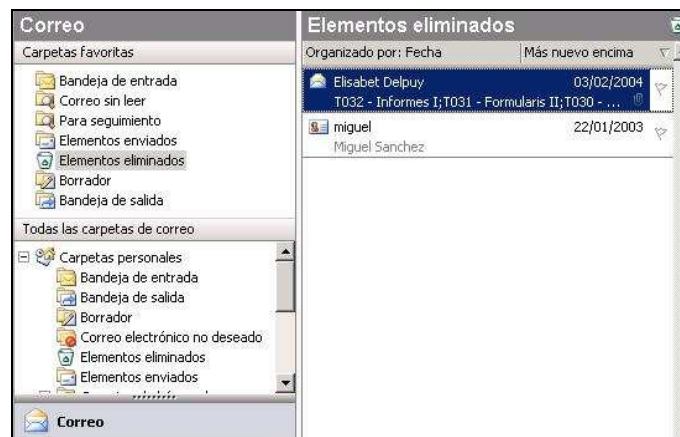 Correo
Carpetas favoritas
Bandeja de entrada
Correo sin leer
Para seguimiento
Elementos enviados
Elementos eliminados
Borrador
Bandeja de salida
Todas las carpetas de correo
Carpetas personales
Bandeja de entrada
Bandeja de salida
Borrador
Correo electrónico no deseado
Elementos eliminados
Elementos enviados
Correo
Elementos eliminados
Organizado por: Fecha Más nuevo encima
Elisabet Delpuy 03/02/2004
T032 - Informes I;T031 - Formularis II;T030 - ...
miguel 22/01/2003
Miguel Sanchez